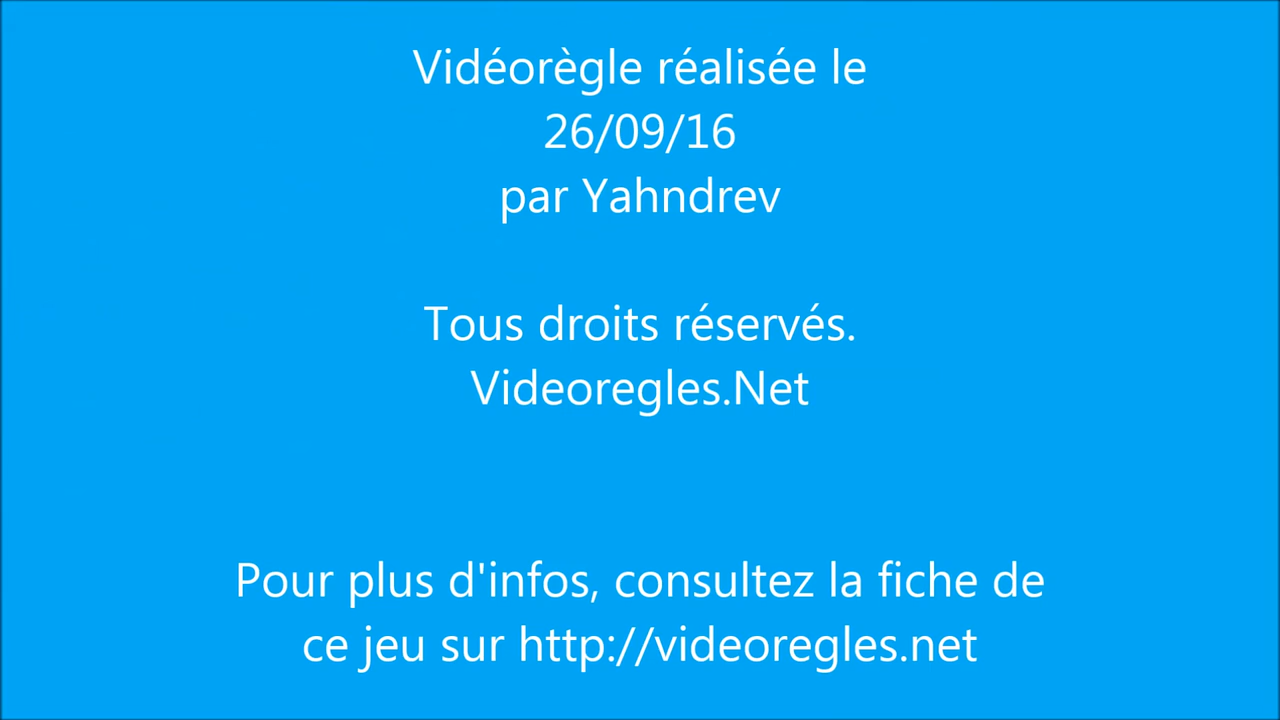 Vidéorègle réalisée le
26/09/16
par Yahndrev
Tous droits réservés.
Videoregles.Net
Pour plus d'infos, consultez la fiche de
ce jeu sur http://videoregles.net